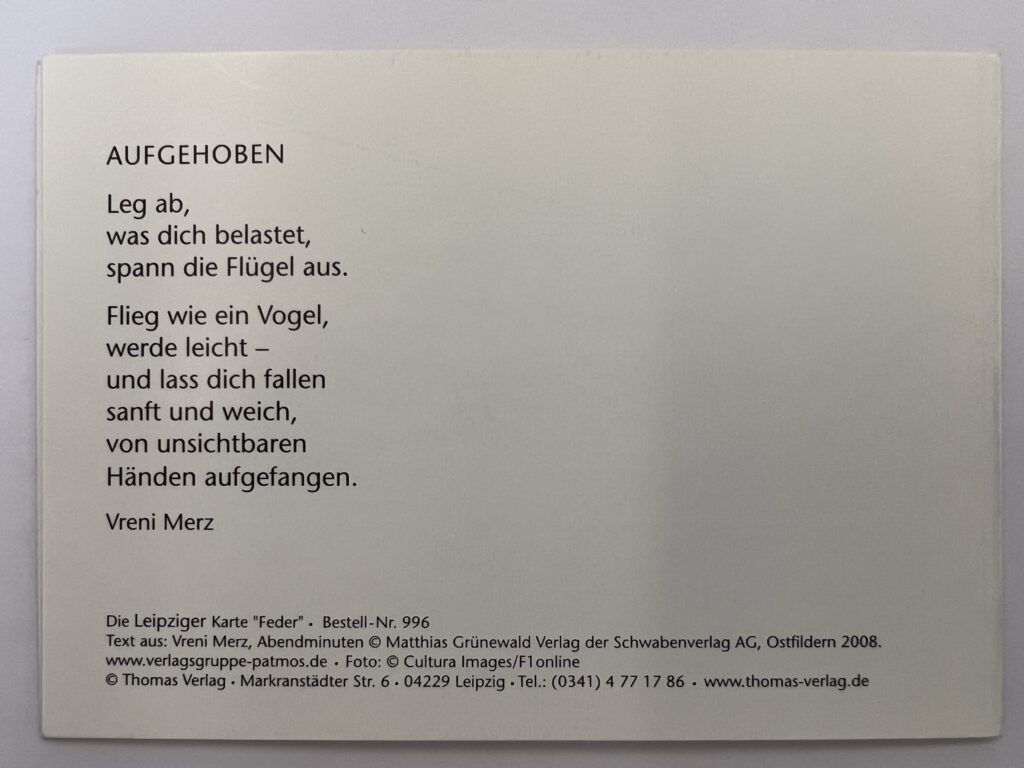 AUFGEHOBEN
Leg ab,
was dich belastet,
spann die Flügel aus.
Flieg wie ein Vogel,
werde leicht –
und lass dich fallen
sanft und weich,
von unsichtbaren
Händen aufgefangen.
Vreni Merz
Die Leipziger Karte "Feder" • Bestell-Nr. 996
Text aus: Vreni Merz, Abendminuten © Matthias Grünewald Verlag der Schwabenverlag AG, Ostfildern 2008.
www.verlagsgruppe-patmos.de • Foto: © Cultura Images/F1online
© Thomas Verlag • Markranstädter Str. 6 • 04229 Leipzig • Tel.: (0341) 4 77 17 86 • www.thomas-verlag.de